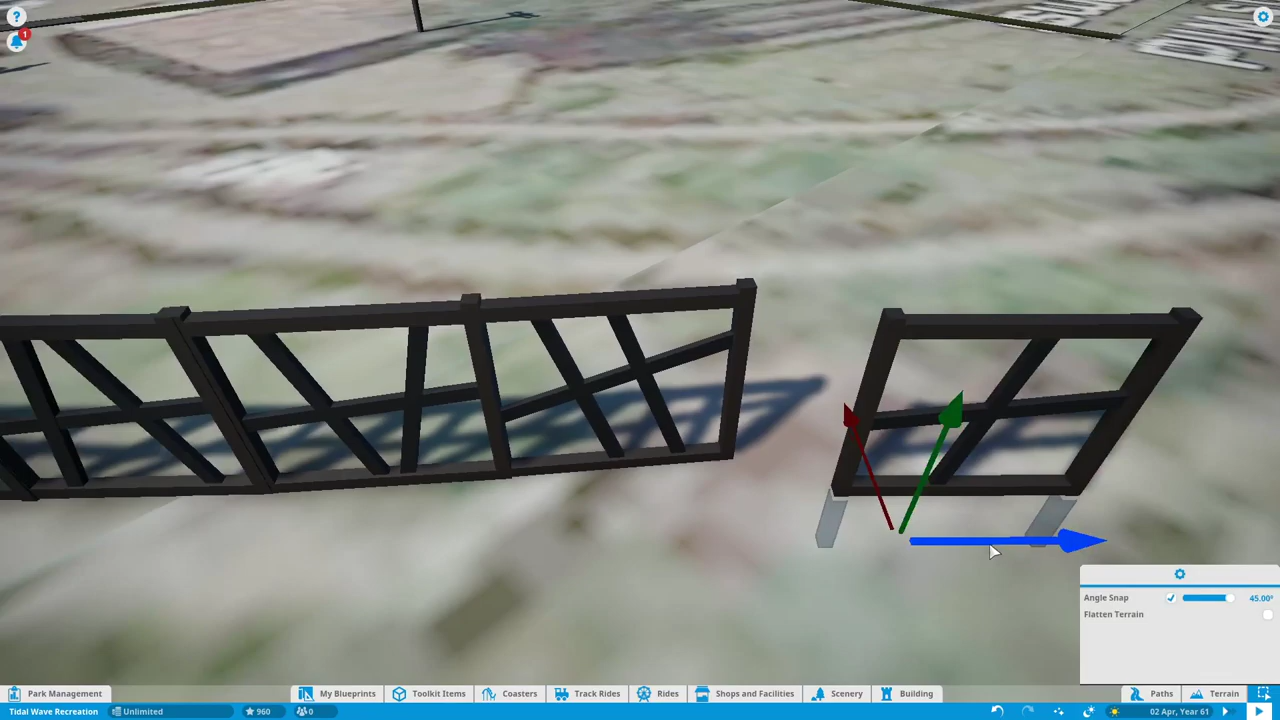 ?
1
Angle Snap 45.00°
Flatten Terrain
Park Management My Blueprints Toolkit Items Coasters Track Rides Rides Shops and Facilities Scenery Building Paths Terrain
Tidal Wave Recreation Unlimited 960 0 02 Apr, Year 61